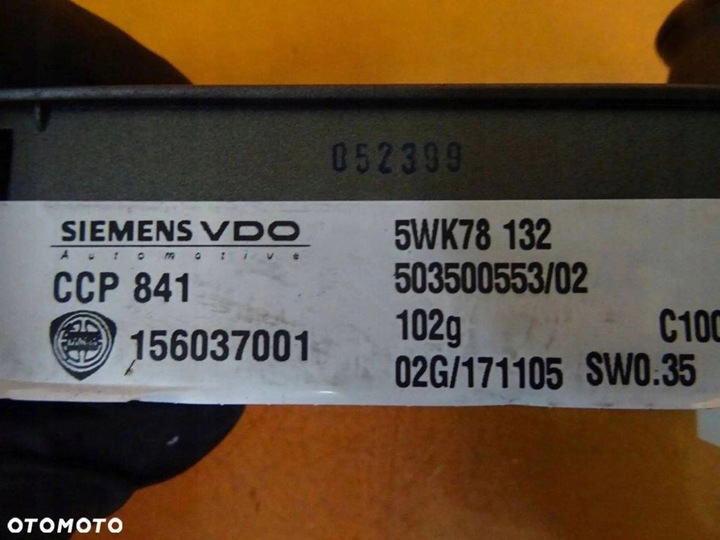 052399
SIEMENS VDO
Automotive
CCP 841
156037001
5WK78 132
503500553/02
102g C100
02G/171105 SW0.35
OTOMOTO